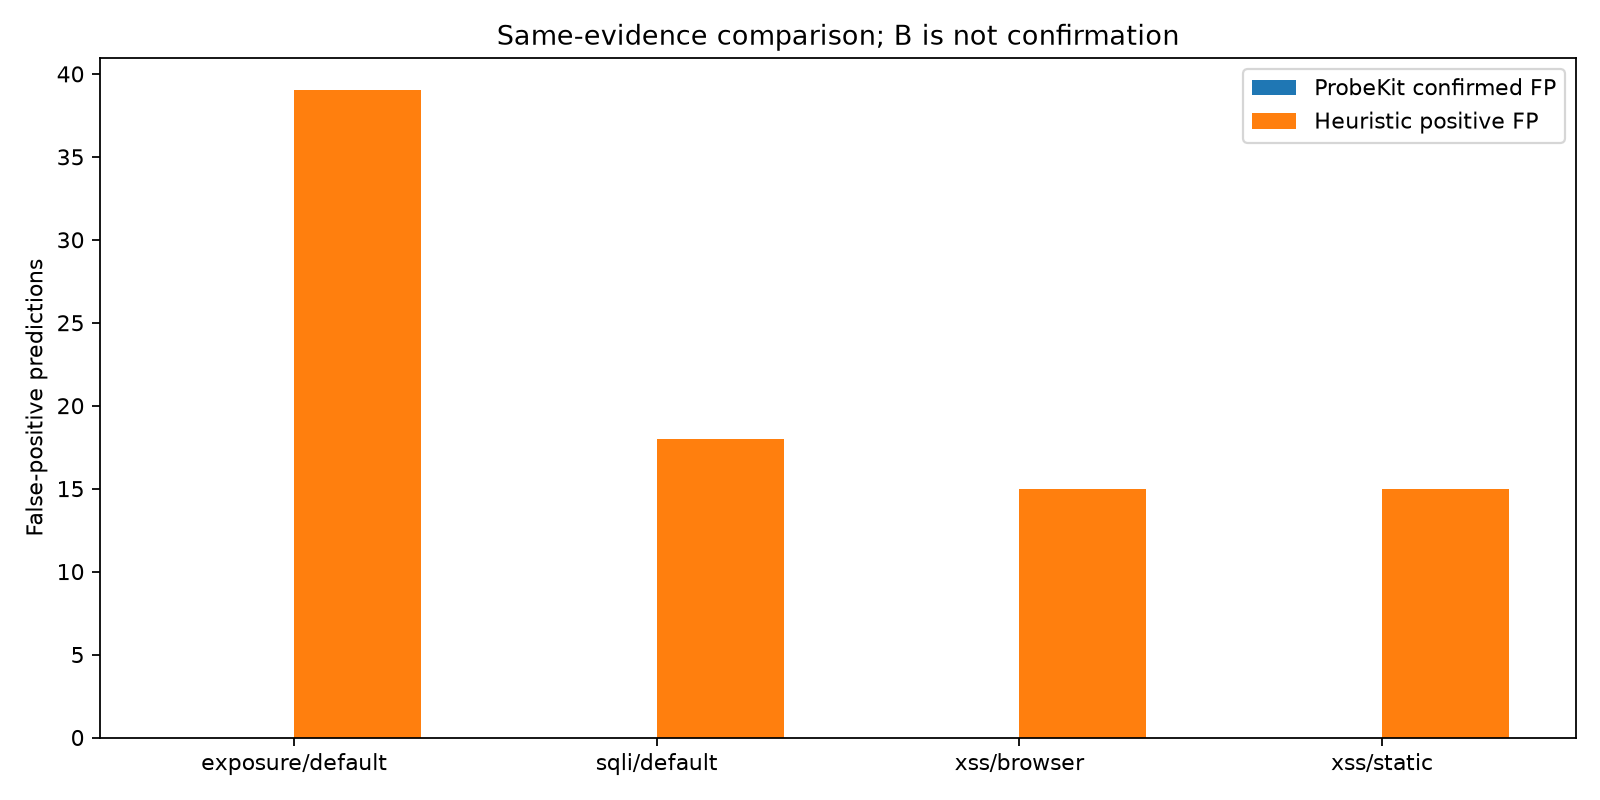 Same-evidence comparison; B is not confirmation
ProbeKit confirmed FP
Heuristic positive FP
False-positive predictions
40
35
30
25
20
15
10
5
0
exposure/default
sqli/default
xss/browser
xss/static